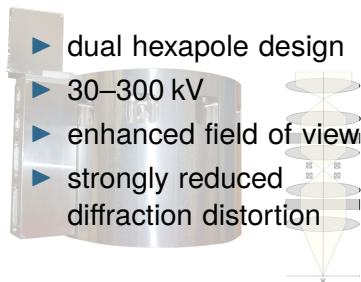 dual hexapole design
30–300 kV
enhanced field of view
strongly reduced
diffraction distortion